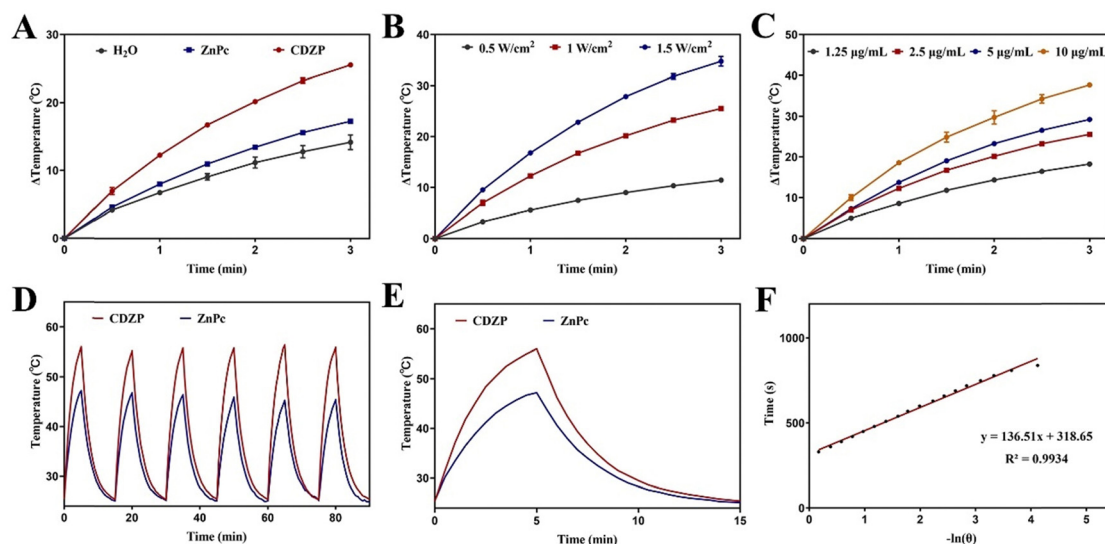 A
H₂O ZnPc CDZP
ΔTemperature (℃)
30
20
10
0
0 1 2 3
Time (min)
B
0.5 W/cm² 1 W/cm² 1.5 W/cm²
ΔTemperature (℃)
40
30
20
10
0
0 1 2 3
Time (min)
C
1.25 μg/mL 2.5 μg/mL 5 μg/mL 10 μg/mL
ΔTemperature (℃)
50
40
30
20
10
0
0 1 2 3
Time (min)
D
CDZP ZnPc
Temperature (℃)
60
50
40
30
0 20 40 60 80
Time (min)
E
CDZP ZnPc
Temperature (℃)
60
50
40
30
0 5 10 15
Time (min)
F
Time (s)
1000
500
0
0 1 2 3 4 5
y = 136.51x + 318.65
R² = 0.9934
-ln(θ)